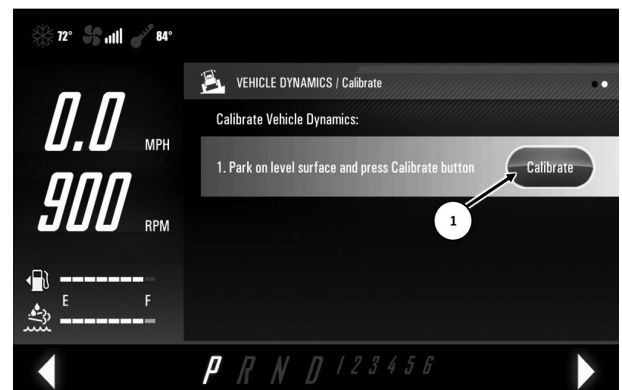 72° 84°
VEHICLE DYNAMICS / Calibrate
Calibrate Vehicle Dynamics:
0.0 MPH
1. Park on level surface and press Calibrate button Calibrate
1
900 RPM
E F
P R N D 1 2 3 4 5 6